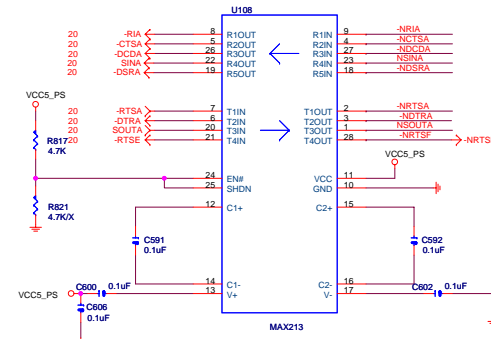 U108
20 -RIA 8 R1OUT R1IN 9 -NRIA
20 -CTSA 5 R2OUT R2IN 4 -NCTSA
20 -DCDA 26 R3OUT R3IN 27 -NDCDA
20 SINA 22 R4OUT R4IN 23 NSINA
20 -DSRA 19 R5OUT R5IN 18 -NDSRA
VCC5_PS
20 -RTSA 7 T1IN T1OUT 2 -NRTSA
20 -DTRA 6 T2IN T2OUT 3 -NDTRA
20 SOUTA 20 T3IN T3OUT 1 NSOUTA
20 -RTSE 21 T4IN T4OUT 28 -NRTSF -NRTS
R817
4.7K
VCC5_PS
24 EN# VCC 11
25 SHDN GND 10
R821
4.7K/X
12 C1+ C2+ 15
C591
0.1uF
C592
0.1uF
14 C1- C2- 16
13 V+ V- 17
VCC5_PS
C600 0.1uF
C602 0.1uF
C606
0.1uF
MAX213